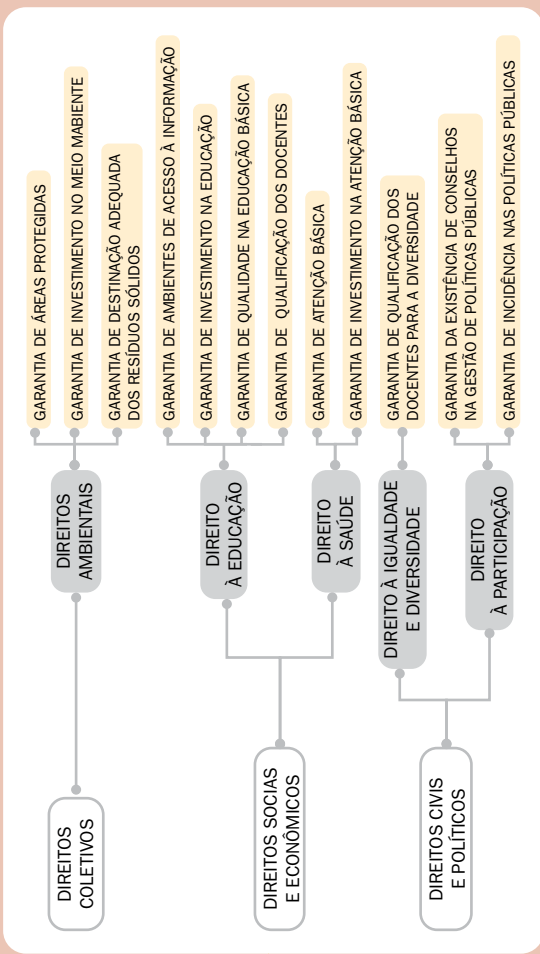 DIREITOS
COLETIVOS
DIREITOS
AMBIENTAIS
GARANTIA DE ÁREAS PROTEGIDAS
GARANTIA DE INVESTIMENTO NO MEIO MABIENTE
GARANTIA DE DESTINAÇÃO ADEQUADA
DOS RESÍDUOS SÓLIDOS
DIREITOS SOCIAS
E ECONÔMICOS
DIREITO
À EDUCAÇÃO
GARANTIA DE AMBIENTES DE ACESSO À INFORMAÇÃO
GARANTIA DE INVESTIMENTO NA EDUCAÇÃO
GARANTIA DE QUALIDADE NA EDUCAÇÃO BÁSICA
GARANTIA DE QUALIFICAÇÃO DOS DOCENTES
DIREITO
À SAÚDE
GARANTIA DE ATENÇÃO BÁSICA
GARANTIA DE INVESTIMENTO NA ATENÇÃO BÁSICA
DIREITOS CIVIS
E POLÍTICOS
DIREITO À IGUALDADE
E DIVERSIDADE
GARANTIA DE QUALIFICAÇÃO DOS
DOCENTES PARA A DIVERSIDADE
DIREITO
À PARTICIPAÇÃO
GARANTIA DA EXISTÊNCIA DE CONSELHOS
NA GESTÃO DE POLÍTICAS PÚBLICAS
GARANTIA DE INCIDÊNCIA NAS POLÍTICAS PÚBLICAS